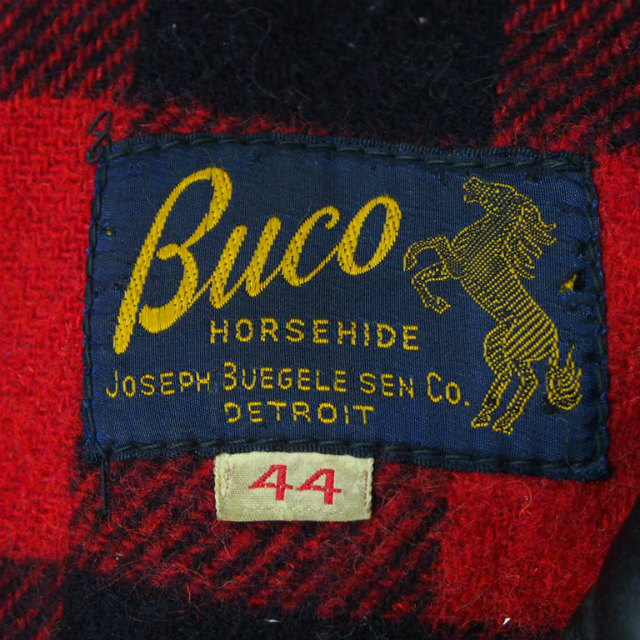 Buco
HORSEHIDE
JOSEPH BUEGELE SEN CO.
DETROIT
44